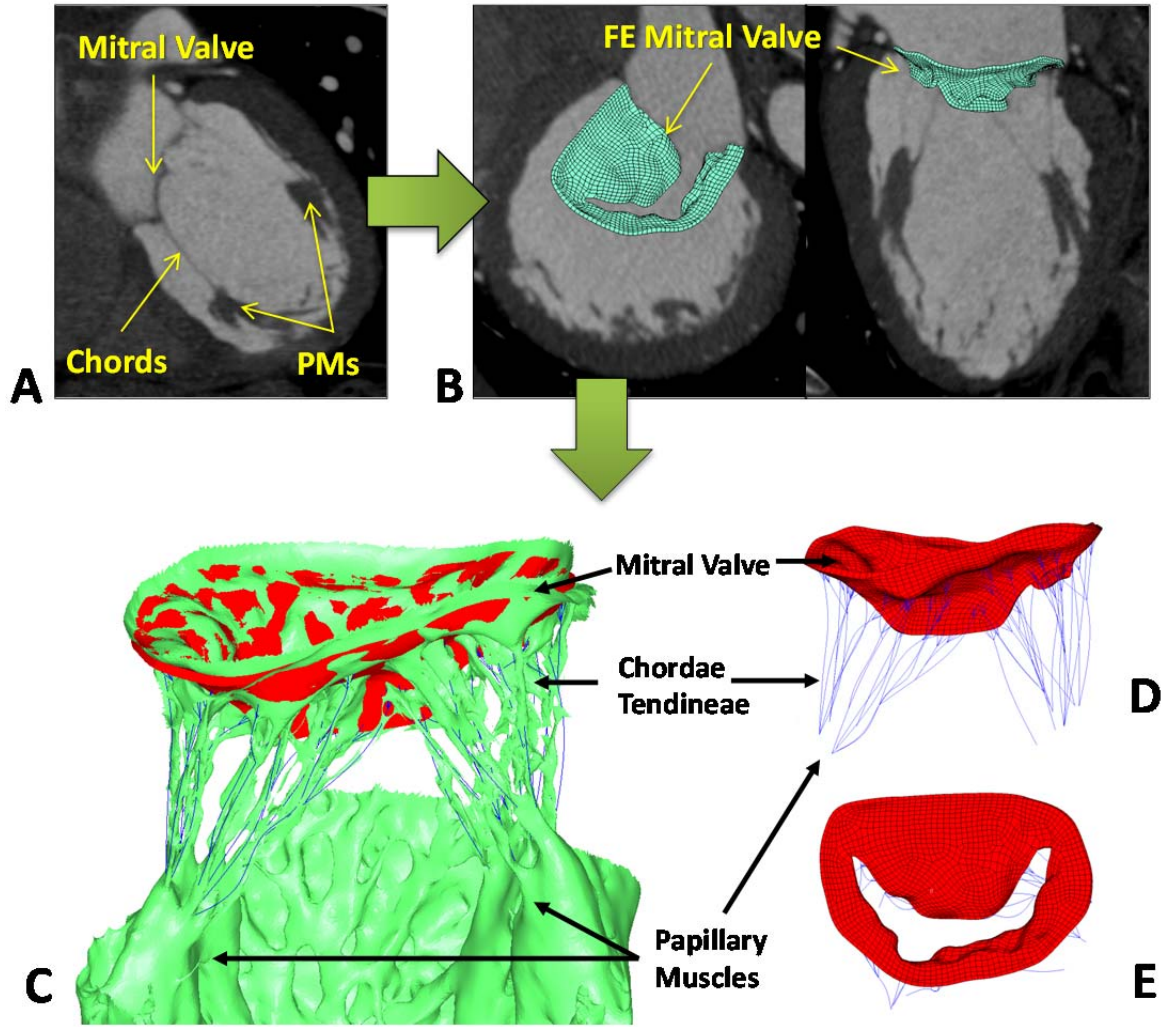 Mitral Valve
Chords
PMs
A
FE Mitral Valve
B
Mitral Valve
Chordae
Tendineae
Papillary
Muscles
C
D
E